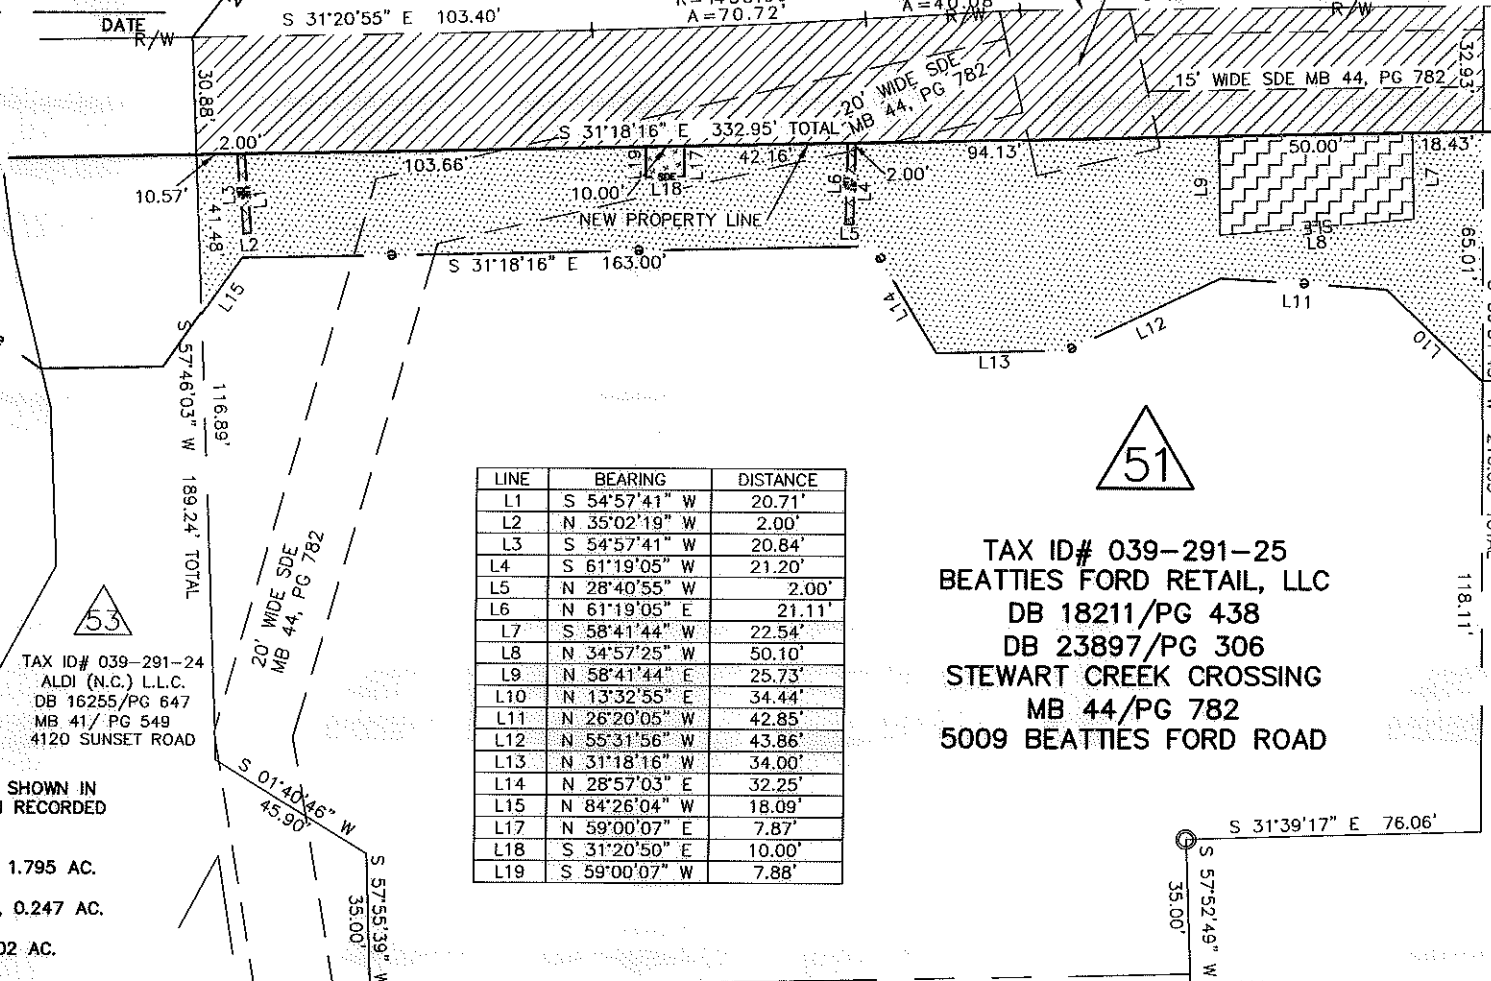 DATE
R/W
S 31°20'55" E 103.40'
A=70.72'
R/W
R/W
30.88'
32.93'
20' WIDE SDE
MB 44, PG 782
15' WIDE SDE MB 44, PG 782
S 31°18'16" E 332.95' TOTAL
2.00'
103.66'
42.16'
94.13'
50.00'
18.43'
10.57'
L3
L1
L19
SDE
L17
10.00'
L18
L6
L4
2.00'
L9
L7
41.48'
NEW PROPERTY LINE
L2
L5
L8
65.01'
S 31°18'16" E 163.00'
L15
L14
L11
L12
L13
L10
S 57°46'03" W 189.24' TOTAL
116.89'
51
LINE BEARING DISTANCE
L1 S 54°57'41" W 20.71'
L2 N 35°02'19" W 2.00'
L3 S 54°57'41" W 20.84'
L4 S 61°19'05" W 21.20'
L5 N 28°40'55" W 2.00'
L6 N 61°19'05" E 21.11'
L7 S 58°41'44" W 22.54'
L8 N 34°57'25" W 50.10'
L9 N 58°41'44" E 25.73'
L10 N 13°32'55" E 34.44'
L11 N 26°20'05" W 42.85'
L12 N 55°31'56" W 43.86'
L13 N 31°18'16" W 34.00'
L14 N 28°57'03" E 32.25'
L15 N 84°26'04" W 18.09'
L17 N 59°00'07" E 7.87'
L18 S 31°20'50" E 10.00'
L19 S 59°00'07" W 7.88'
TAX ID# 039-291-25
BEATTIES FORD RETAIL, LLC
DB 18211/PG 438
DB 23897/PG 306
STEWART CREEK CROSSING
MB 44/PG 782
5009 BEATTIES FORD ROAD
118.11'
20' WIDE SDE
MB 44, PG 782
53
TAX ID# 039-291-24
ALDI (N.C.) L.L.C.
DB 16255/PG 647
MB 41/ PG 549
4120 SUNSET ROAD
SHOWN IN
RECORDED
S 01°40'46" W
45.90'
1.795 AC.
0.247 AC.
02 AC.
S 57°55'39" W
35.00'
S 31°39'17" E 76.06'
S 57°52'49" W
35.00'